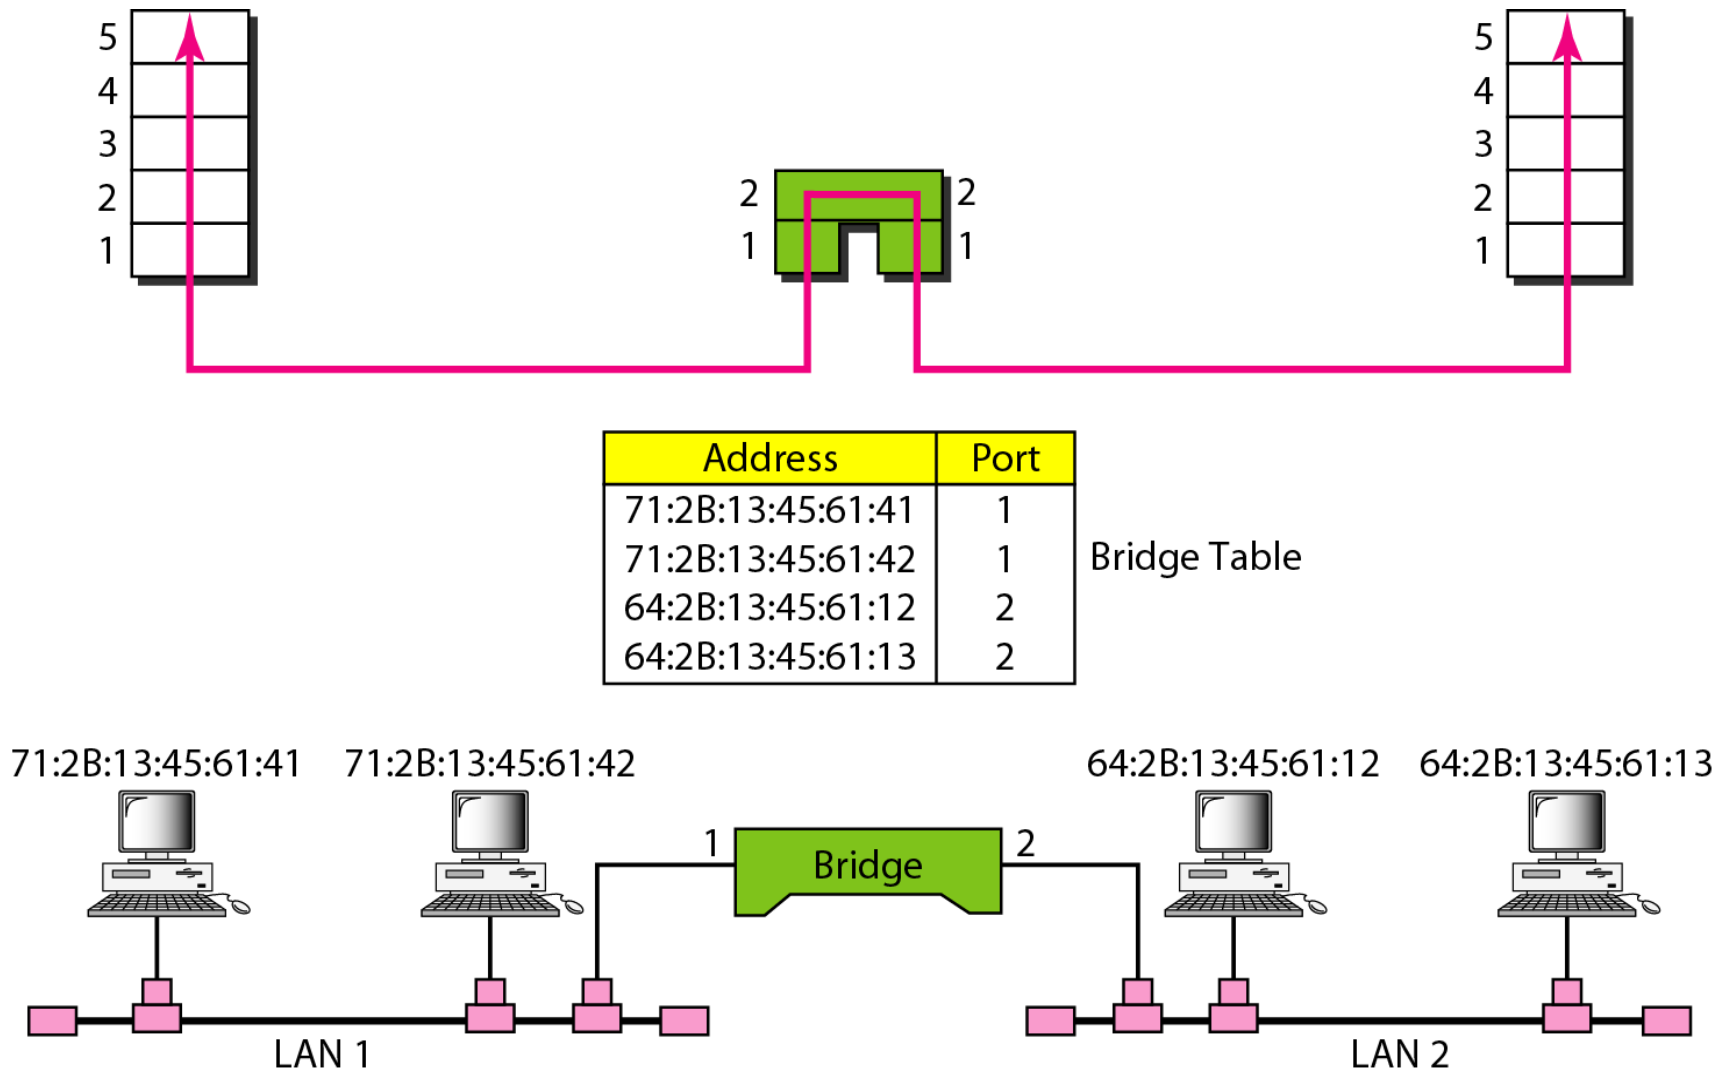 5 5
4 4
3 3
2 2 2 2
1 1 1 1
Address Port
71:2B:13:45:61:41 1
71:2B:13:45:61:42 1
Bridge Table
64:2B:13:45:61:12 2
64:2B:13:45:61:13 2
71:2B:13:45:61:41 71:2B:13:45:61:42 64:2B:13:45:61:12 64:2B:13:45:61:13
1 Bridge 2
LAN 1 LAN 2